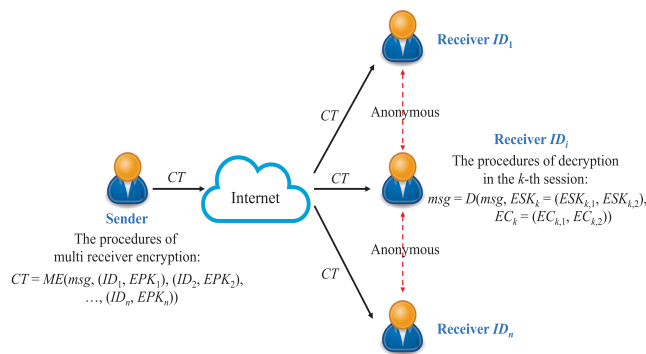 Receiver ID1
CT
Anonymous
Receiver IDi
The procedures of decryption
in the k-th session:
msg = D(msg, ESKk = (ESKk,1, ESKk,2),
ECk = (ECk,1, ECk,2))
CT
Internet
CT
Sender
The procedures of
multi receiver encryption:
CT = ME(msg, (ID1, EPK1), (ID2, EPK2),
…, (IDn, EPKn))
Anonymous
CT
Receiver IDn